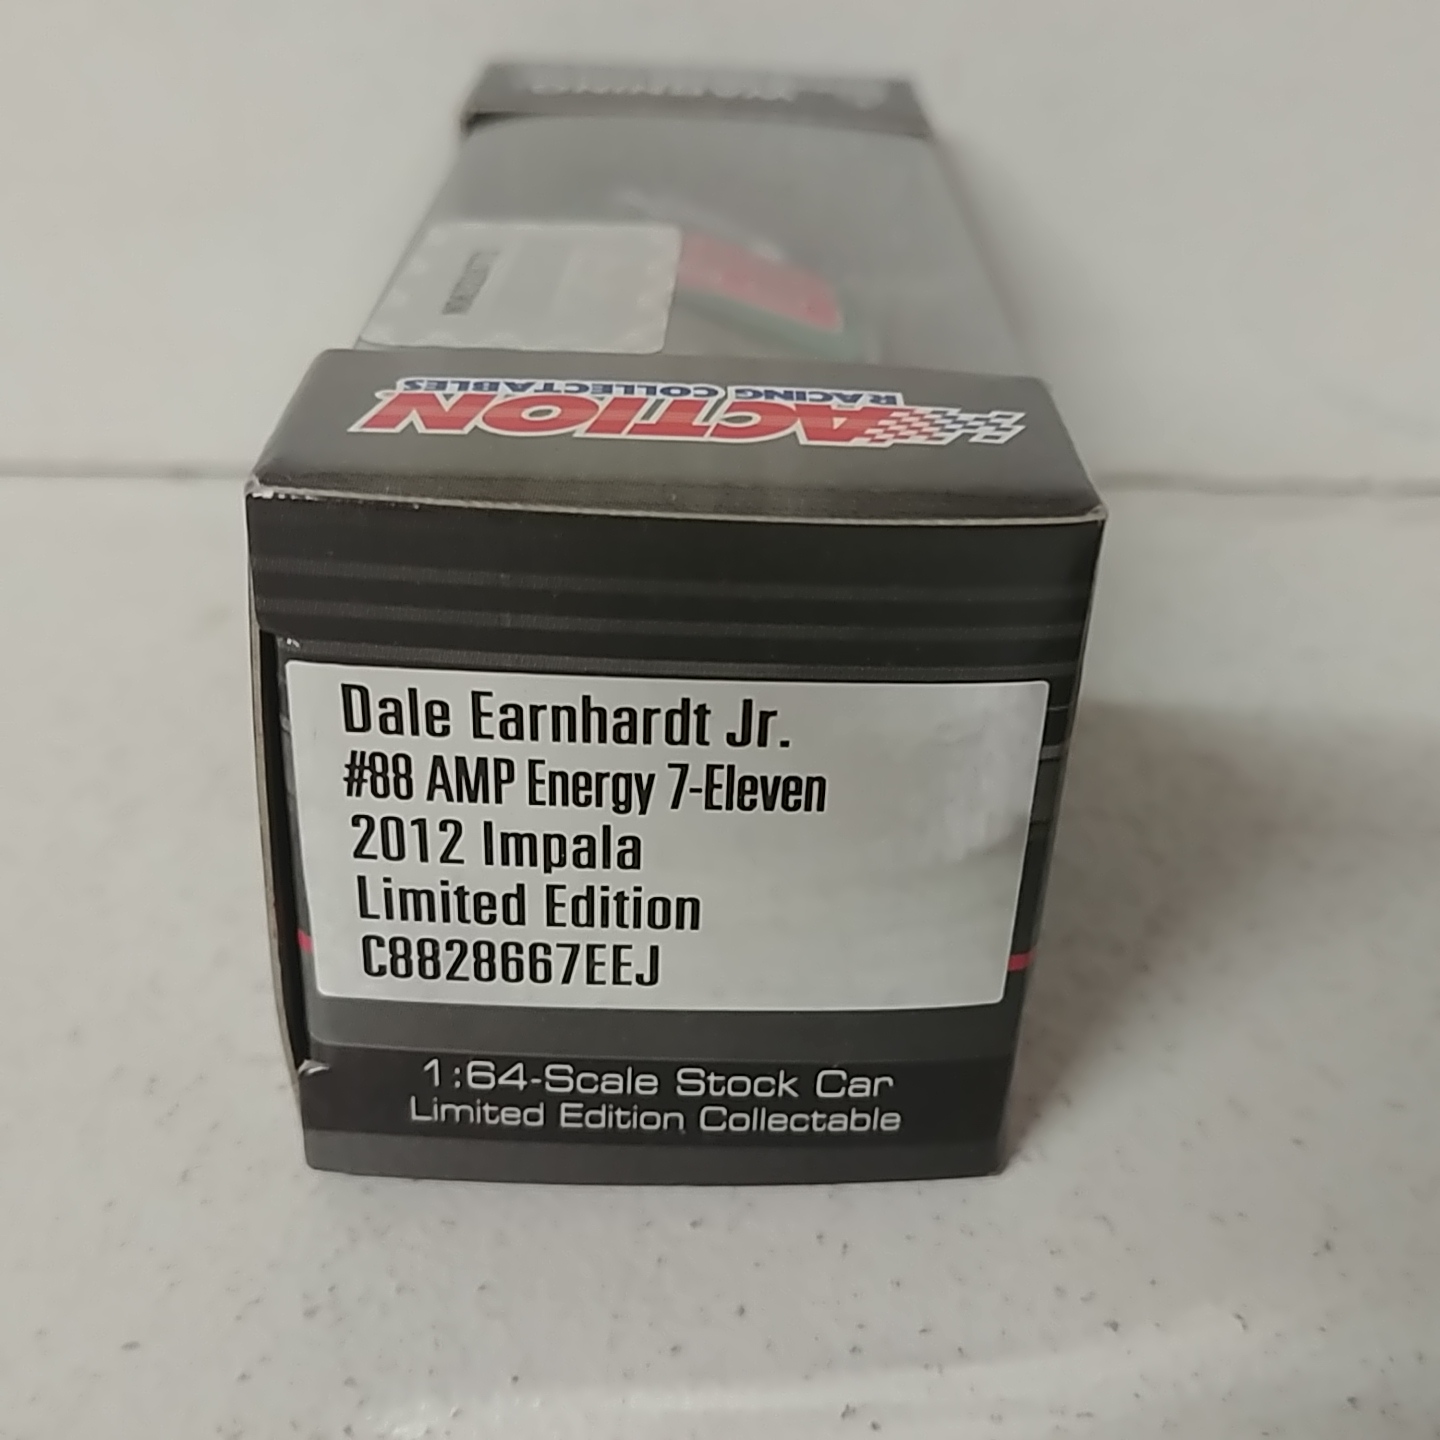 WARNING
ACTION
RACING COLLECTABLES
Dale Earnhardt Jr.
#88 AMP Energy 7-Eleven
2012 Impala
Limited Edition
C8828667EEJ
1:64-Scale Stock Car
Limited Edition Collectable